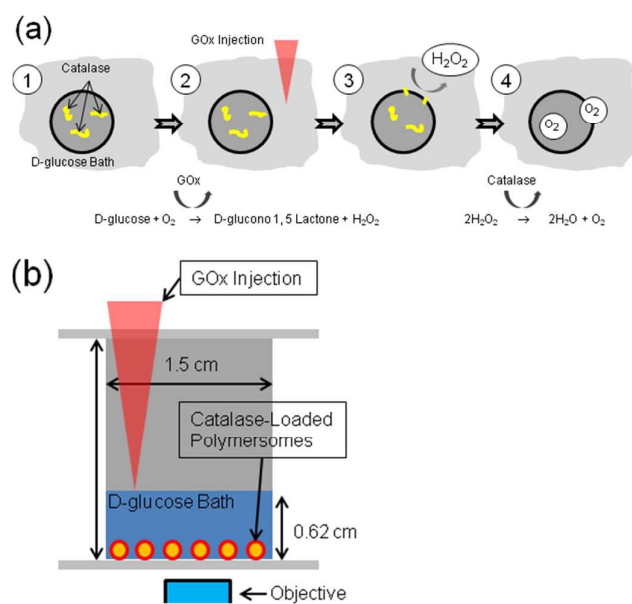 (a)
GOx Injection
H₂O₂
1
2
3
4
Catalase
O₂
O₂
D-glucose Bath
GOx
Catalase
D-glucose + O₂ → D-glucono 1, 5 Lactone + H₂O₂
2H₂O₂ → 2H₂O + O₂
(b)
GOx Injection
1.5 cm
Catalase-Loaded
Polymersomes
D-glucose Bath
0.62 cm
Objective